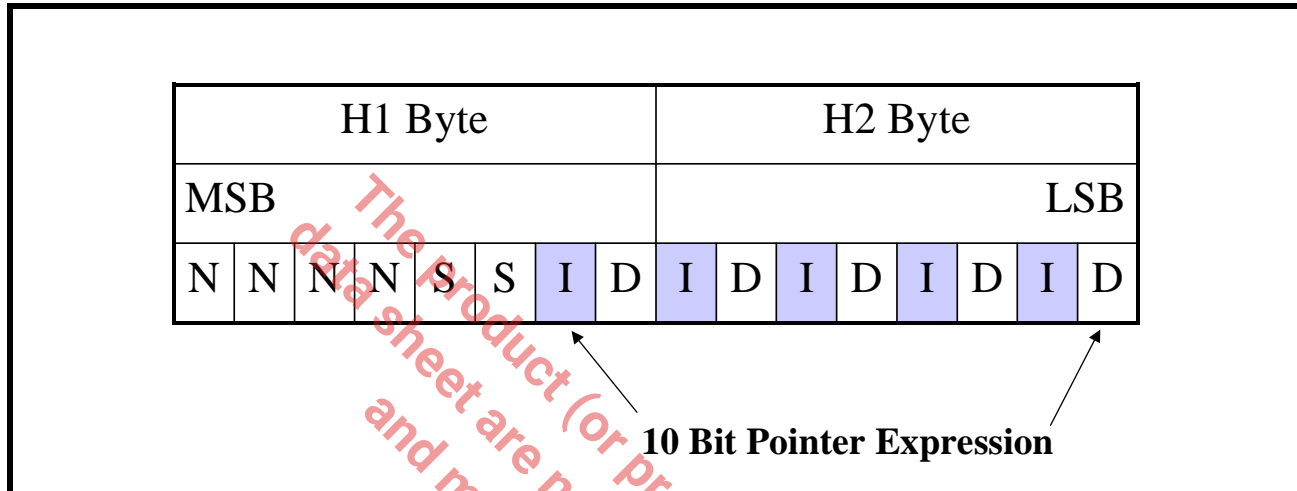 H1 Byte H2 Byte
MSB LSB
N N N N S S I D I D I D I D I D
10 Bit Pointer Expression
The product (or pr
data sheet are n
and m